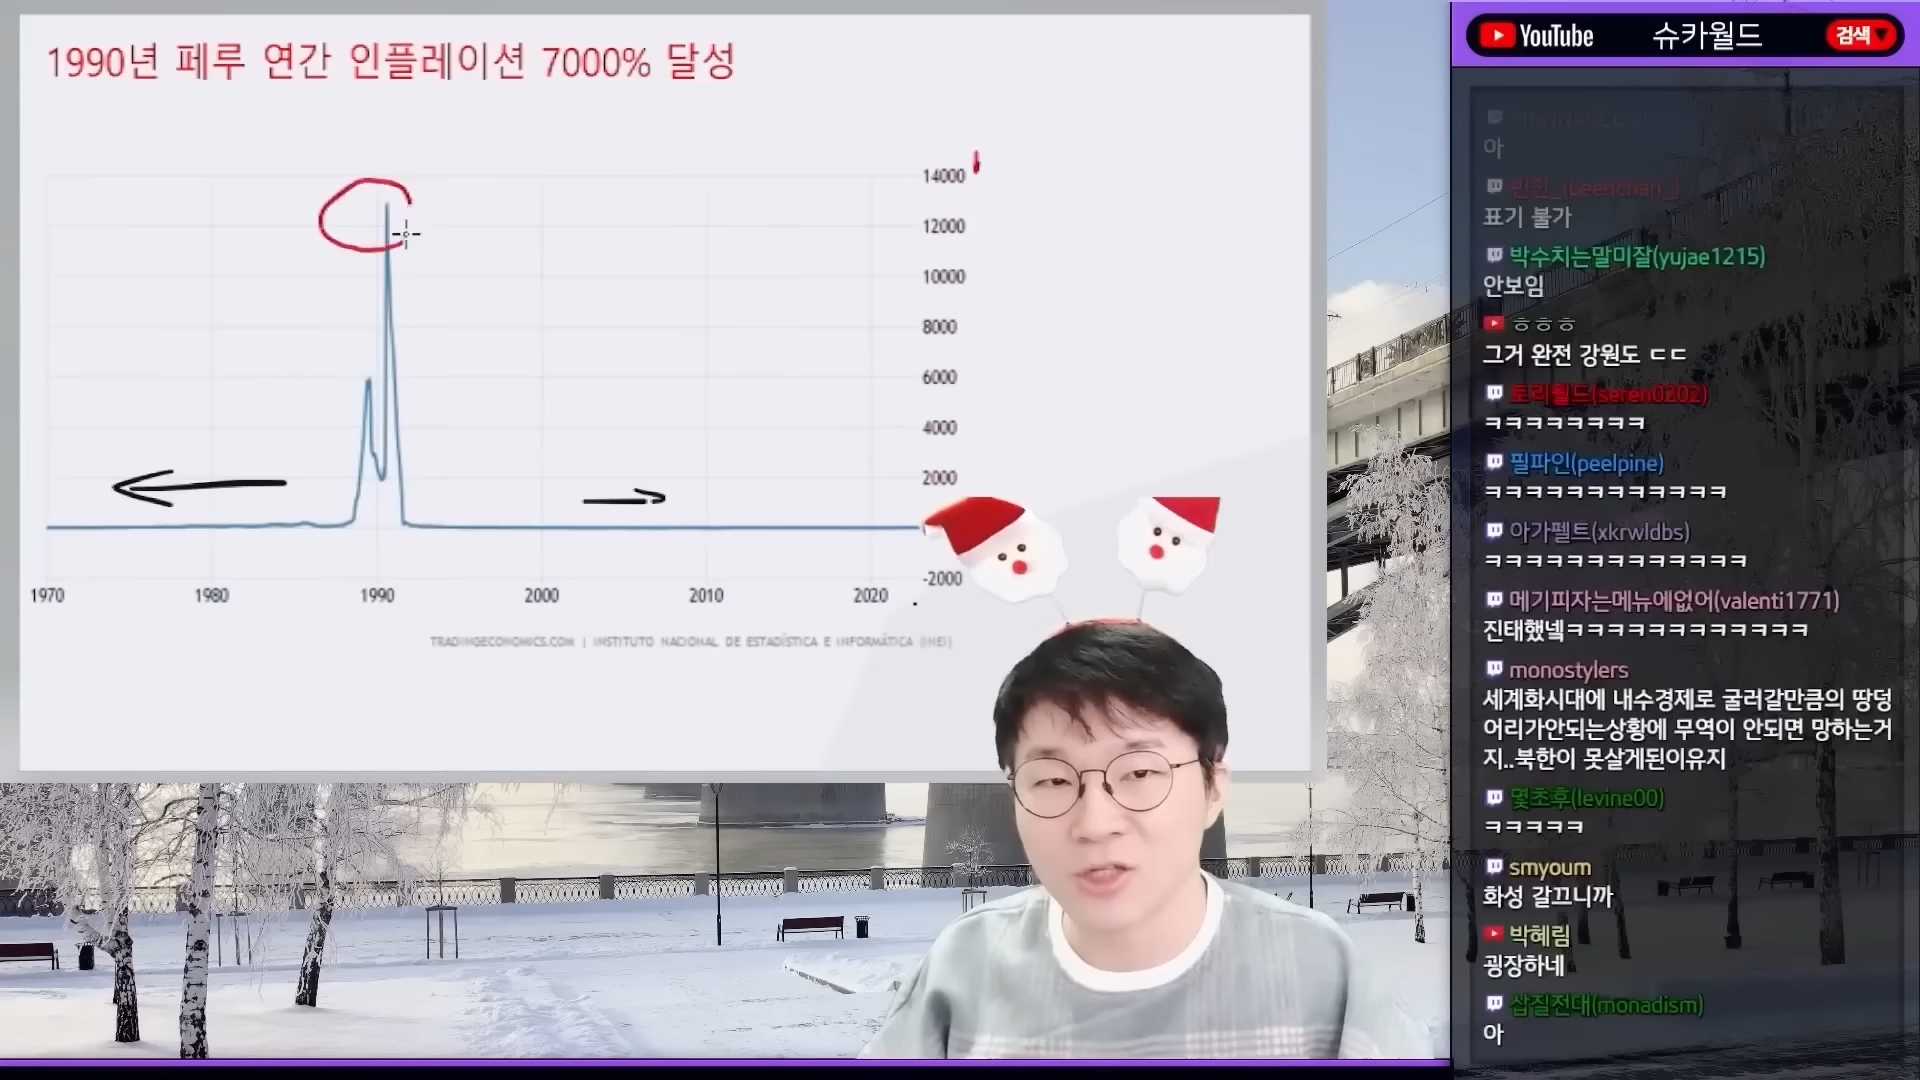 1990년 페루 연간 인플레이션 7000% 달성
14000
12000
10000
8000
6000
4000
2000
-2000
1970
1980
1990
2000
2010
2020
TRADINGECONOMICS.COM | INSTITUTO NACIONAL DE ESTADÍSTICA E INFORMÁTICA (INEI)
YouTube
슈카월드
검색
아
표기 불가
박수치는말미잘(yujae1215)
안보임
ㅎㅎㅎ
그거 완전 강원도 ㄷㄷ
토리월드(seren0202)
ㅋㅋㅋㅋㅋㅋㅋㅋ
필파인(peelpine)
ㅋㅋㅋㅋㅋㅋㅋㅋㅋㅋㅋㅋ
아가펠트(xkrwldbs)
ㅋㅋㅋㅋㅋㅋㅋㅋㅋㅋㅋㅋㅋ
메기피자는메뉴에없어(valenti1771)
진태했넼ㅋㅋㅋㅋㅋㅋㅋㅋㅋㅋㅋㅋ
monostylers
세계화시대에 내수경제로 굴러갈만큼의 땅덩
어리가안되는상황에 무역이 안되면 망하는거
지..북한이 못살게된이유지
몇초후(levine00)
ㅋㅋㅋㅋㅋ
smyoum
화성 갈끄니까
박혜림
굉장하네
삽질전대(monadism)
아